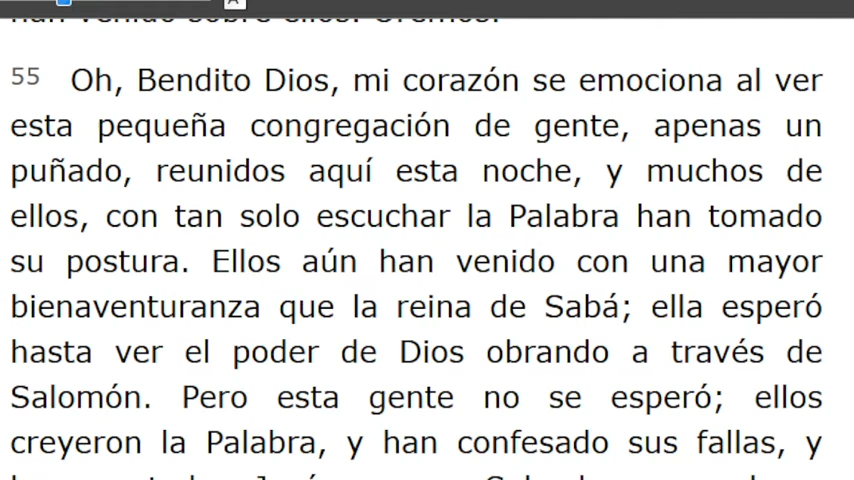 55 Oh, Bendito Dios, mi corazón se emociona al ver
esta pequeña congregación de gente, apenas un
puñado, reunidos aquí esta noche, y muchos de
ellos, con tan solo escuchar la Palabra han tomado
su postura. Ellos aún han venido con una mayor
bienaventuranza que la reina de Sabá; ella esperó
hasta ver el poder de Dios obrando a través de
Salomón. Pero esta gente no se esperó; ellos
creyeron la Palabra, y han confesado sus fallas, y